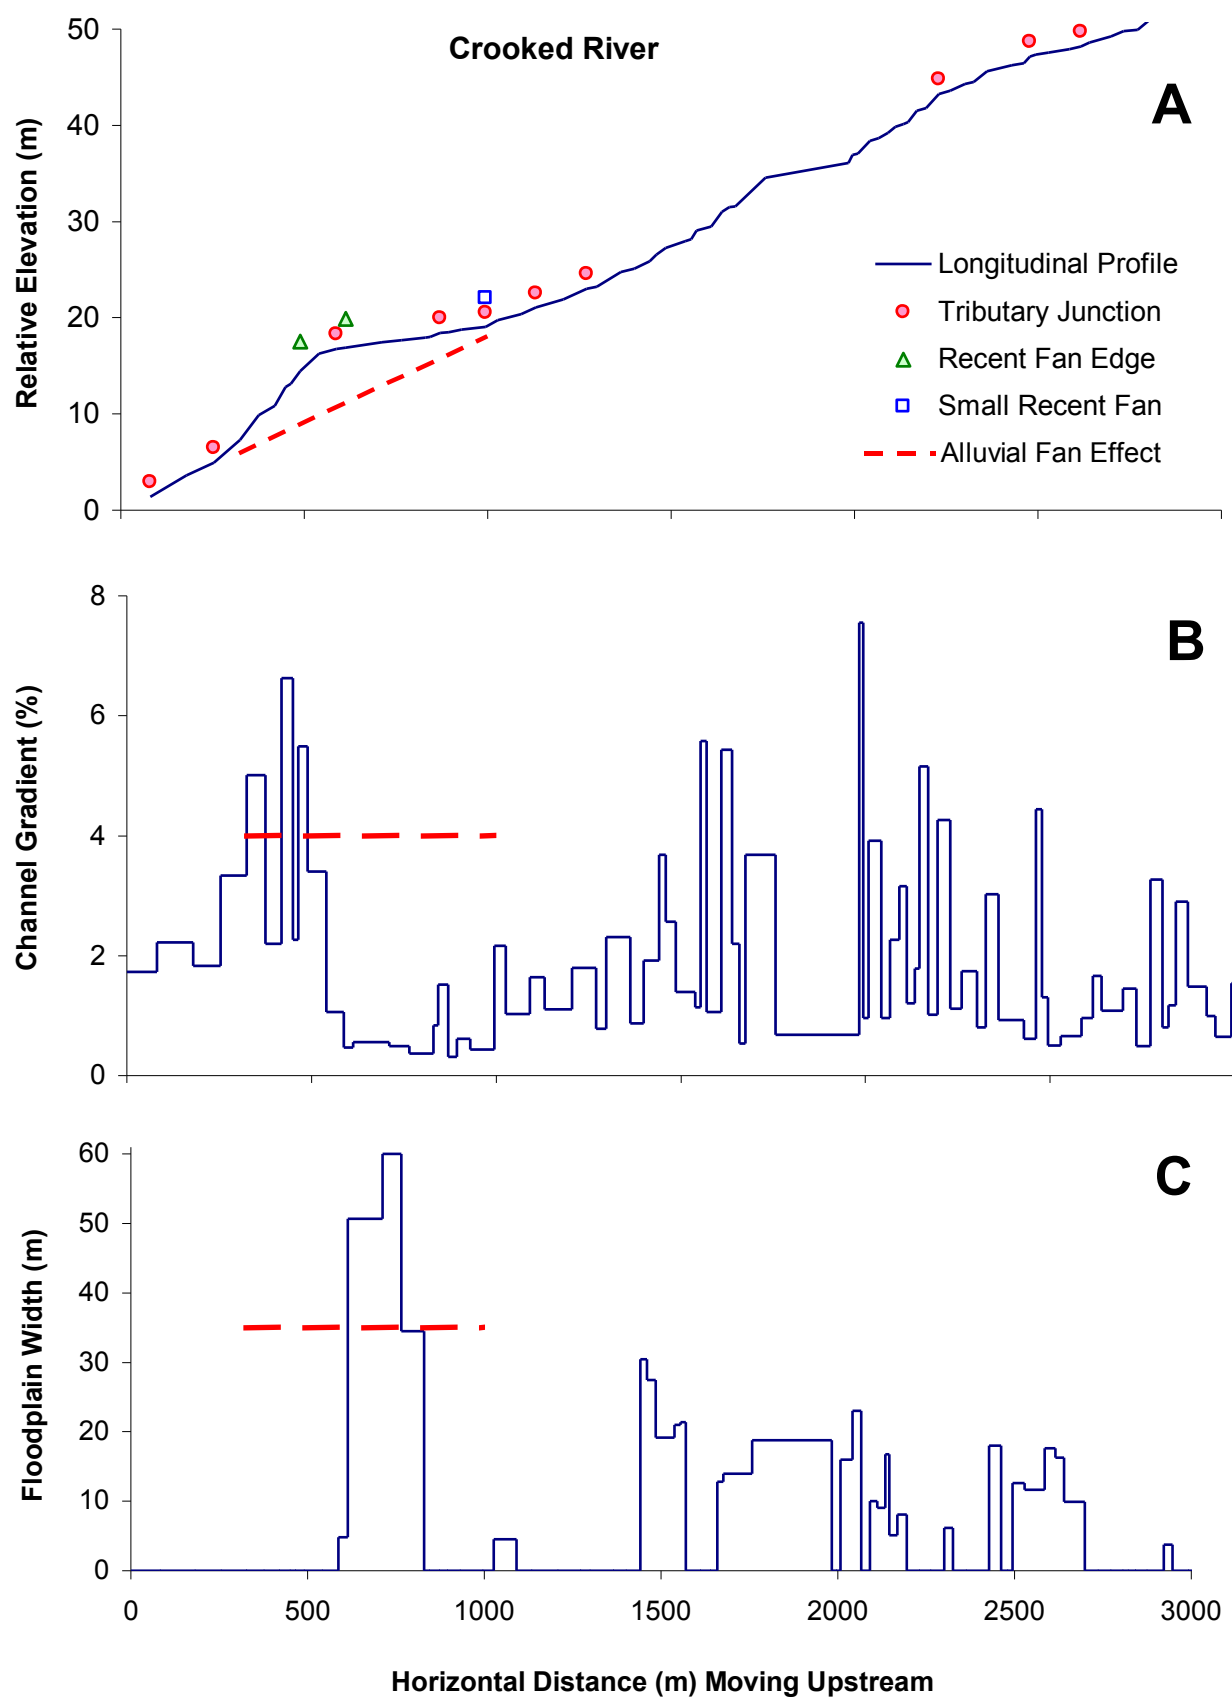 Crooked River
A
Relative Elevation (m)
50
40
30
20
10
0
Longitudinal Profile
Tributary Junction
Recent Fan Edge
Small Recent Fan
Alluvial Fan Effect
B
Channel Gradient (%)
8
6
4
2
0
C
Floodplain Width (m)
60
50
40
30
20
10
0
0 500 1000 1500 2000 2500 3000
Horizontal Distance (m) Moving Upstream